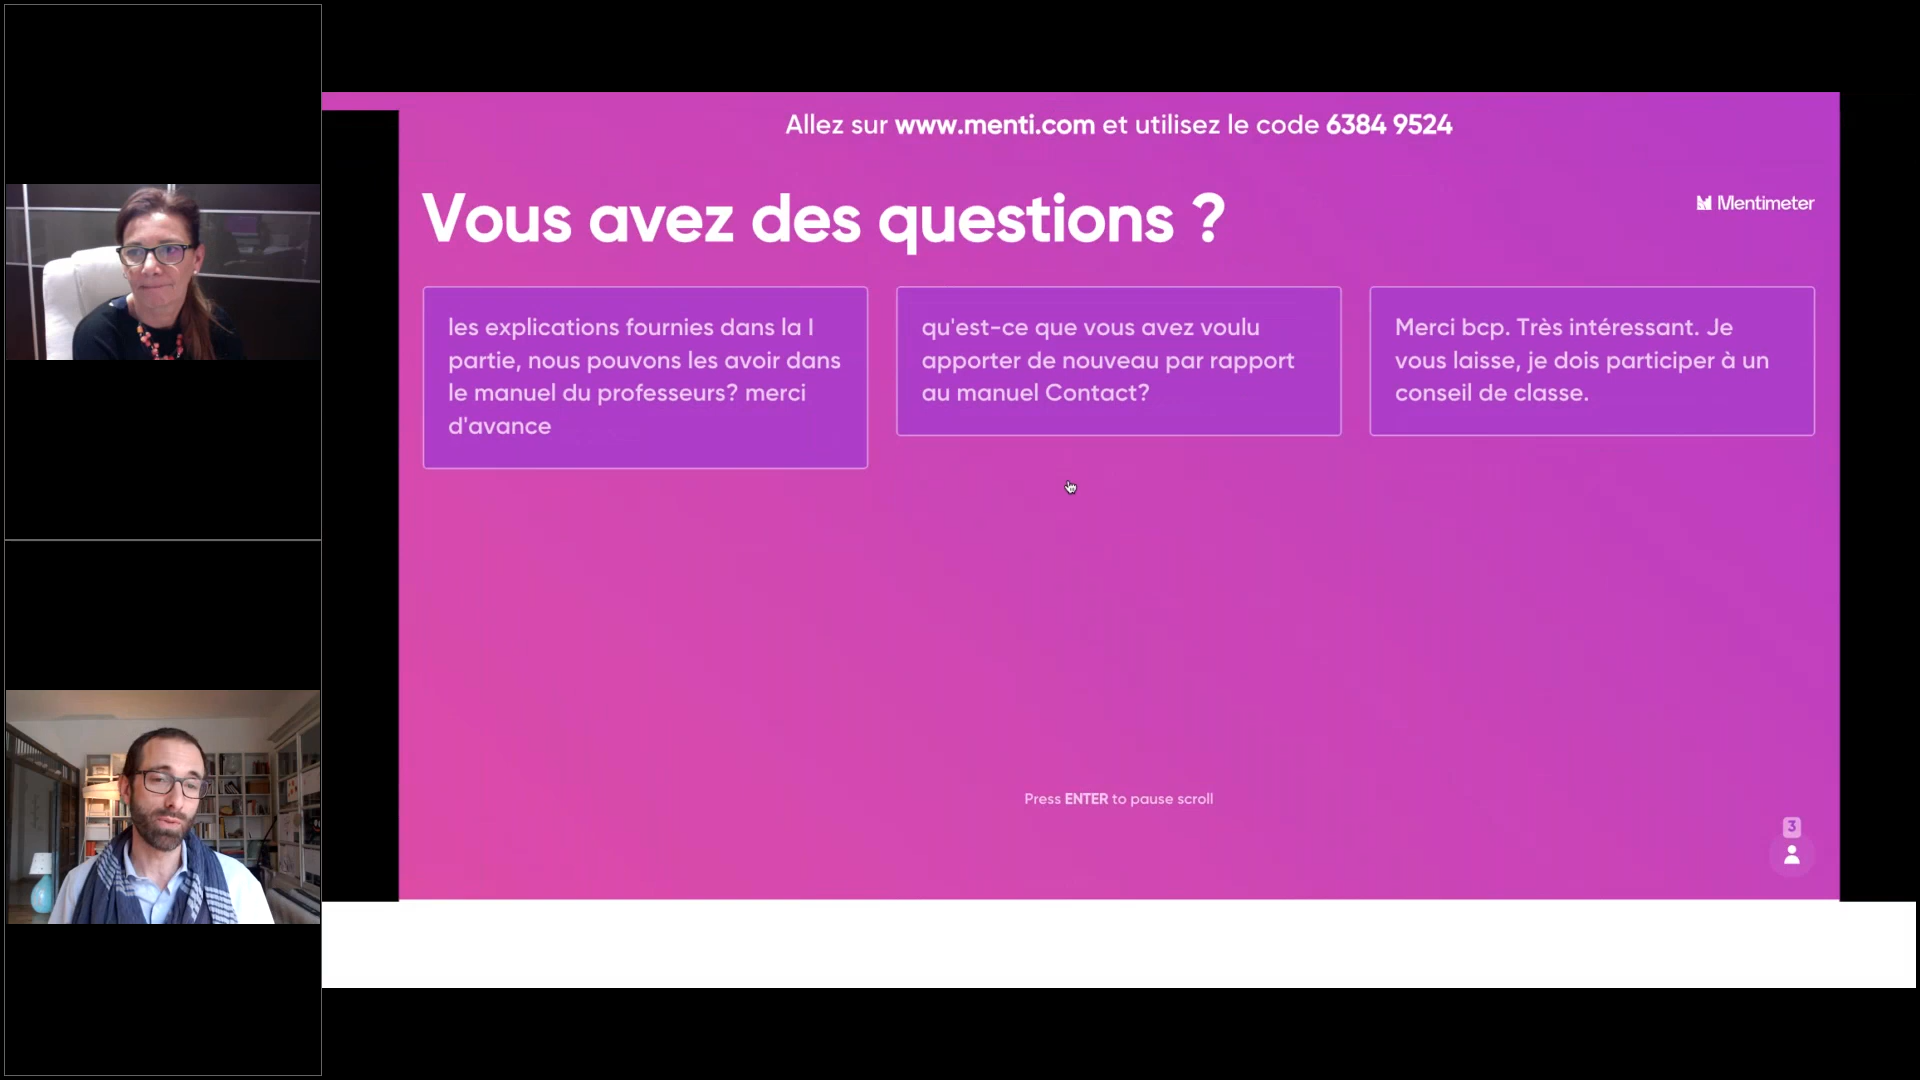 Allez sur www.menti.com et utilisez le code 6384 9524
Vous avez des questions ?
Mentimeter
les explications fournies dans la I
partie, nous pouvons les avoir dans
le manuel du professeurs? merci
d'avance
qu'est-ce que vous avez voulu
apporter de nouveau par rapport
au manuel Contact?
Merci bcp. Très intéressant. Je
vous laisse, je dois participer à un
conseil de classe.
Press ENTER to pause scroll
3